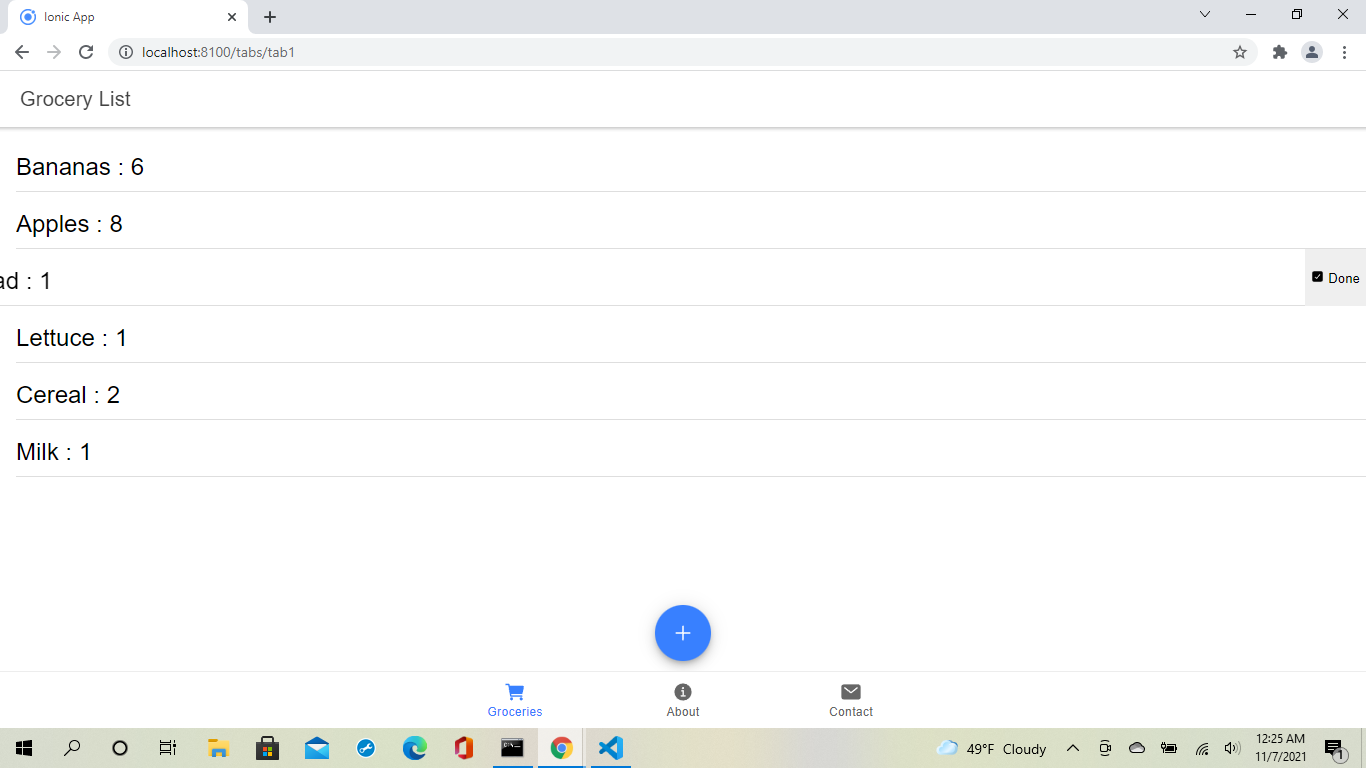 Ionic App
localhost:8100/tabs/tab1
Grocery List
Bananas : 6
Apples : 8
ad : 1
Done
Lettuce : 1
Cereal : 2
Milk : 1
Groceries
About
Contact
49°F Cloudy
12:25 AM
11/7/2021
1